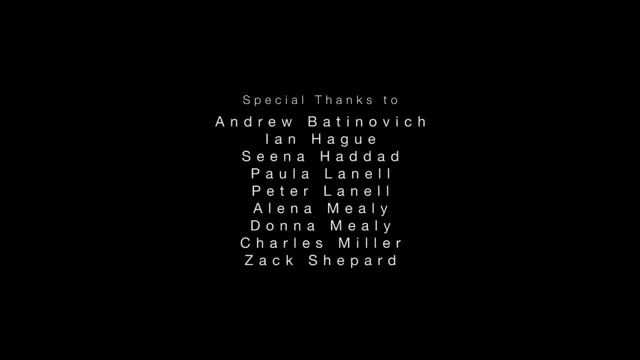 Special Thanks to
Andrew Batinovich
Ian Hague
Seena Haddad
Paula Lanell
Peter Lanell
Alena Mealy
Donna Mealy
Charles Miller
Zack Shepard